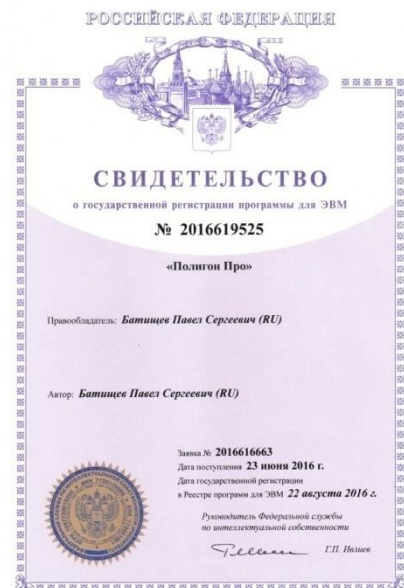 РОССИЙСКАЯ ФЕДЕРАЦИЯ
СВИДЕТЕЛЬСТВО
о государственной регистрации программы для ЭВМ
№ 2016619525
«Полигон Про»
Правообладатель: Батищев Павел Сергеевич (RU)
Автор: Батищев Павел Сергеевич (RU)
Заявка № 2016616663
Дата поступления 23 июня 2016 г.
Дата государственной регистрации
в Реестре программ для ЭВМ 22 августа 2016 г.
Руководитель Федеральной службы
по интеллектуальной собственности
Г.П. Ивлиев